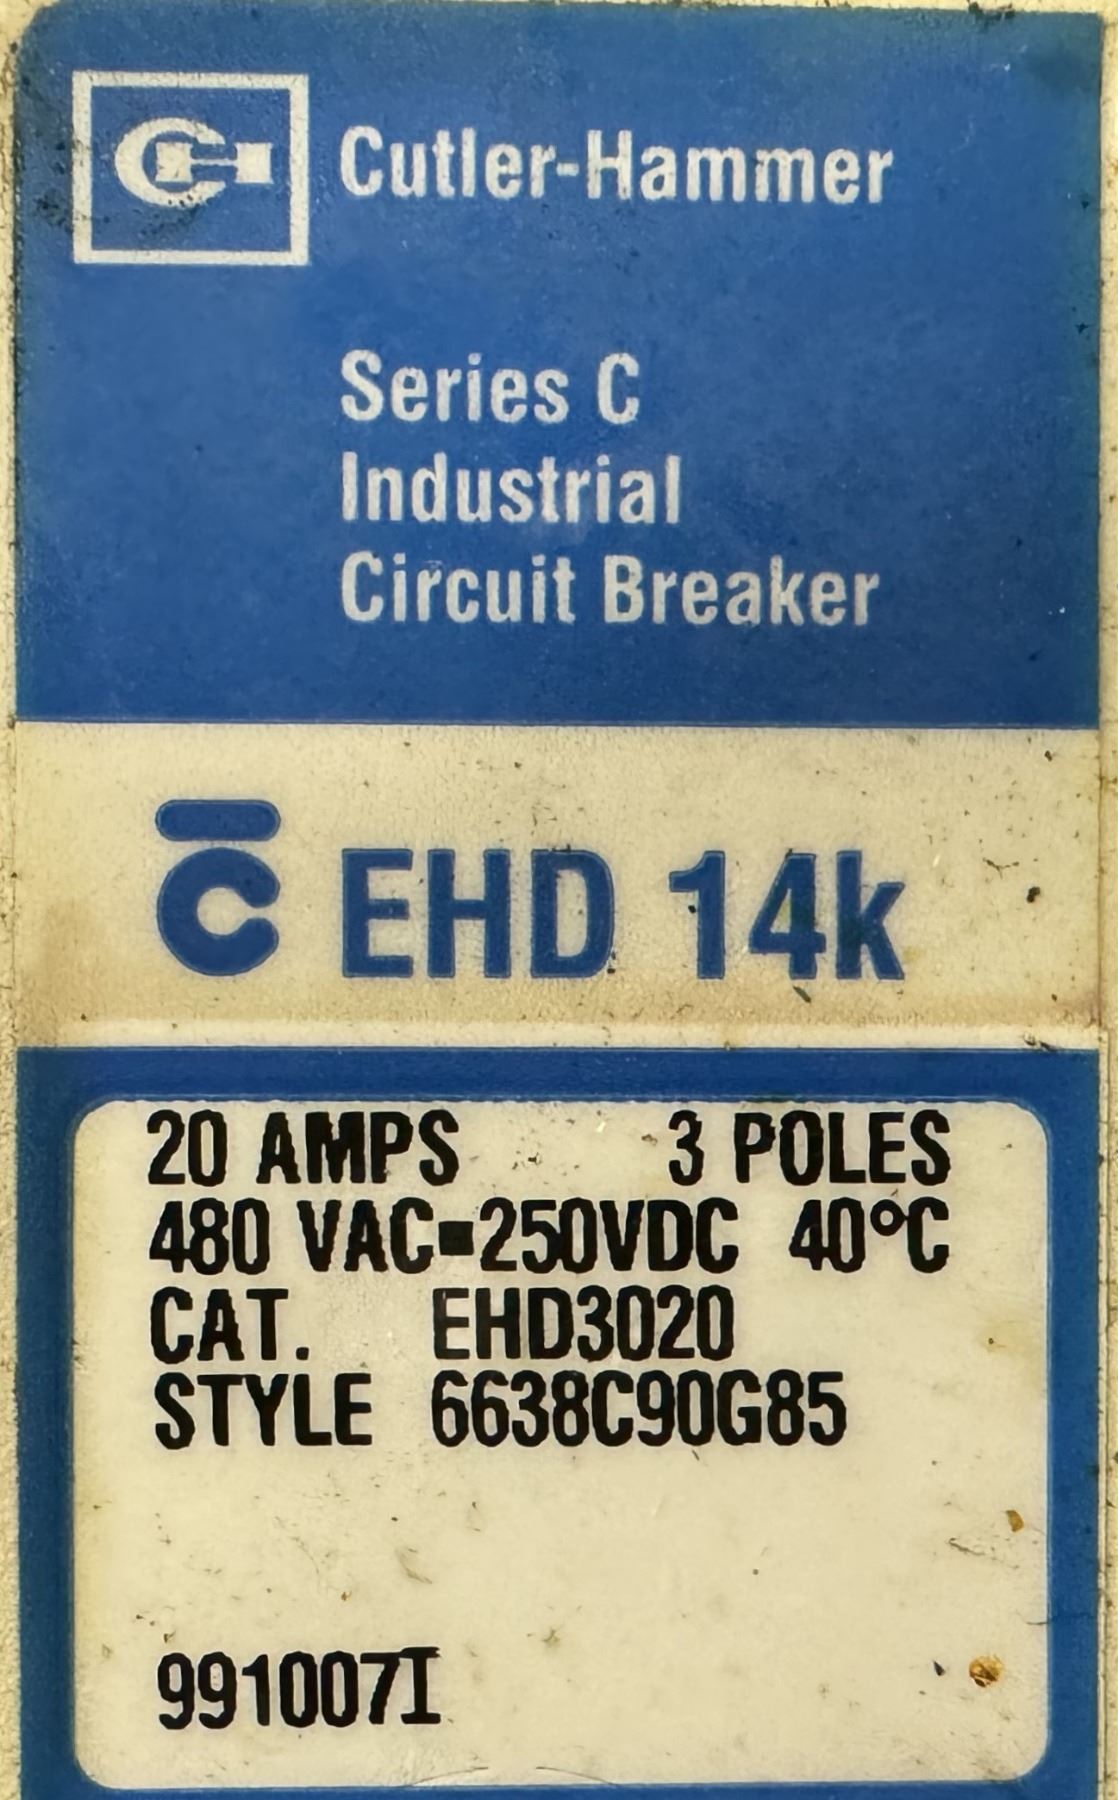 Cutler-Hammer
Series C
Industrial
Circuit Breaker
EHD 14k
20 AMPS 3 POLES
480 VAC▪250VDC 40°C
CAT. EHD3020
STYLE 6638C90G85
991007I